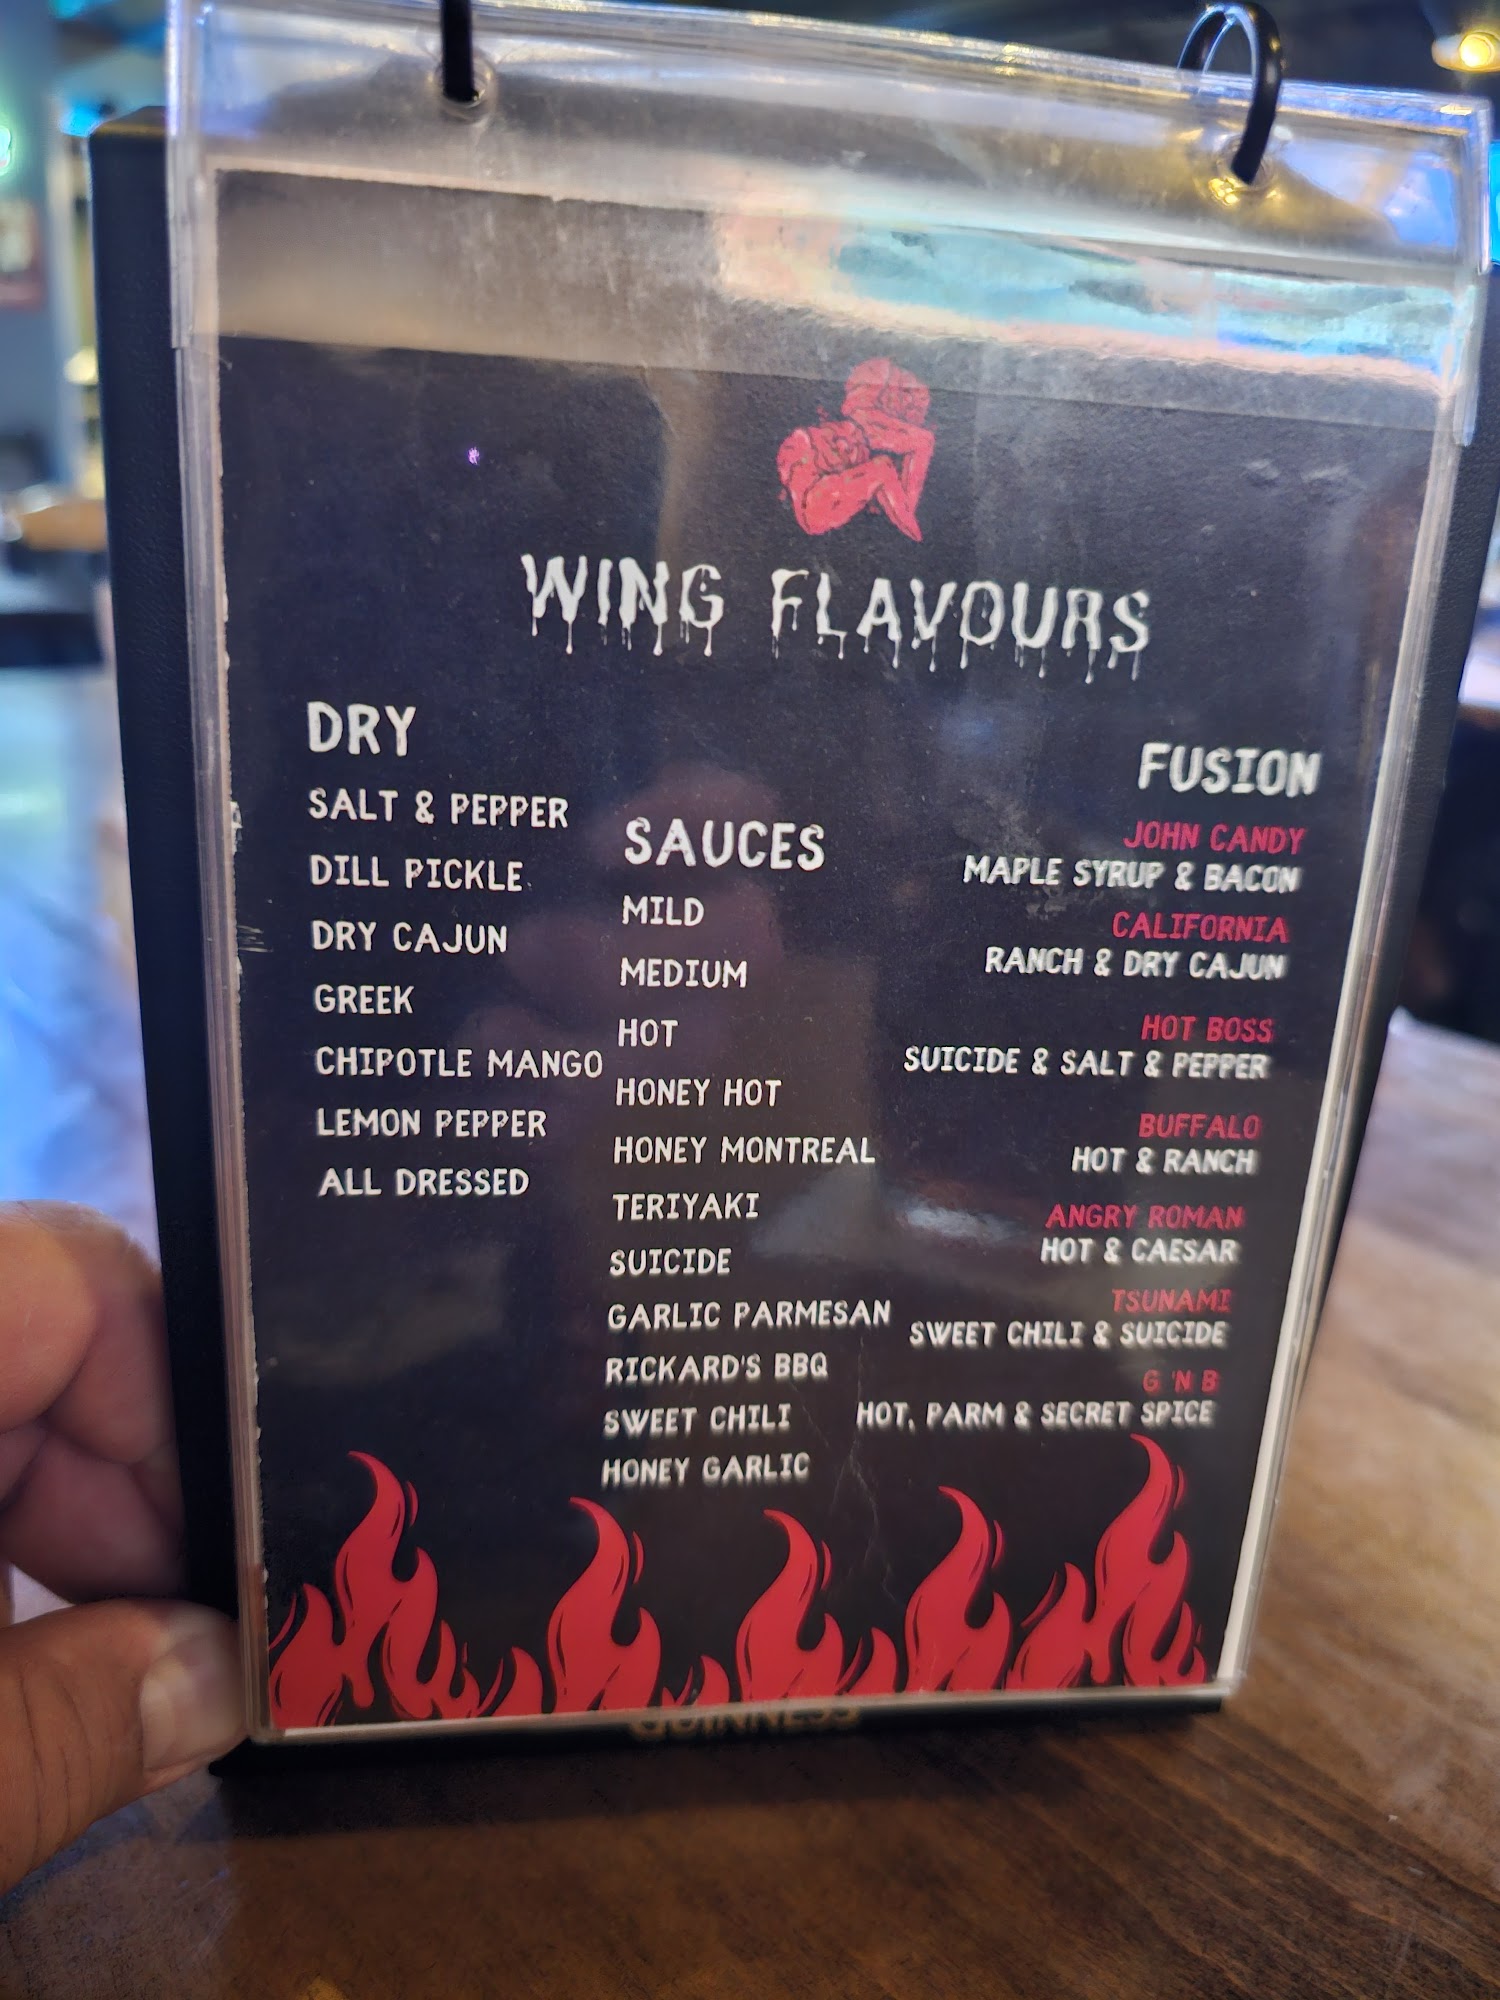 WING FLAVOURS
DRY
SALT & PEPPER
DILL PICKLE
DRY CAJUN
GREEK
CHIPOTLE MANGO
LEMON PEPPER
ALL DRESSED
SAUCES
MILD
MEDIUM
HOT
HONEY HOT
HONEY MONTREAL
TERIYAKI
SUICIDE
GARLIC PARMESAN
RICKARD'S BBQ
SWEET CHILI
HONEY GARLIC
FUSION
JOHN CANDY
MAPLE SYRUP & BACON
CALIFORNIA
RANCH & DRY CAJUN
HOT BOSS
SUICIDE & SALT & PEPPER
BUFFALO
HOT & RANCH
ANGRY ROMAN
HOT & CAESAR
TSUNAMI
SWEET CHILI & SUICIDE
G 'N B
HOT, PARM & SECRET SPICE
GUINNESS